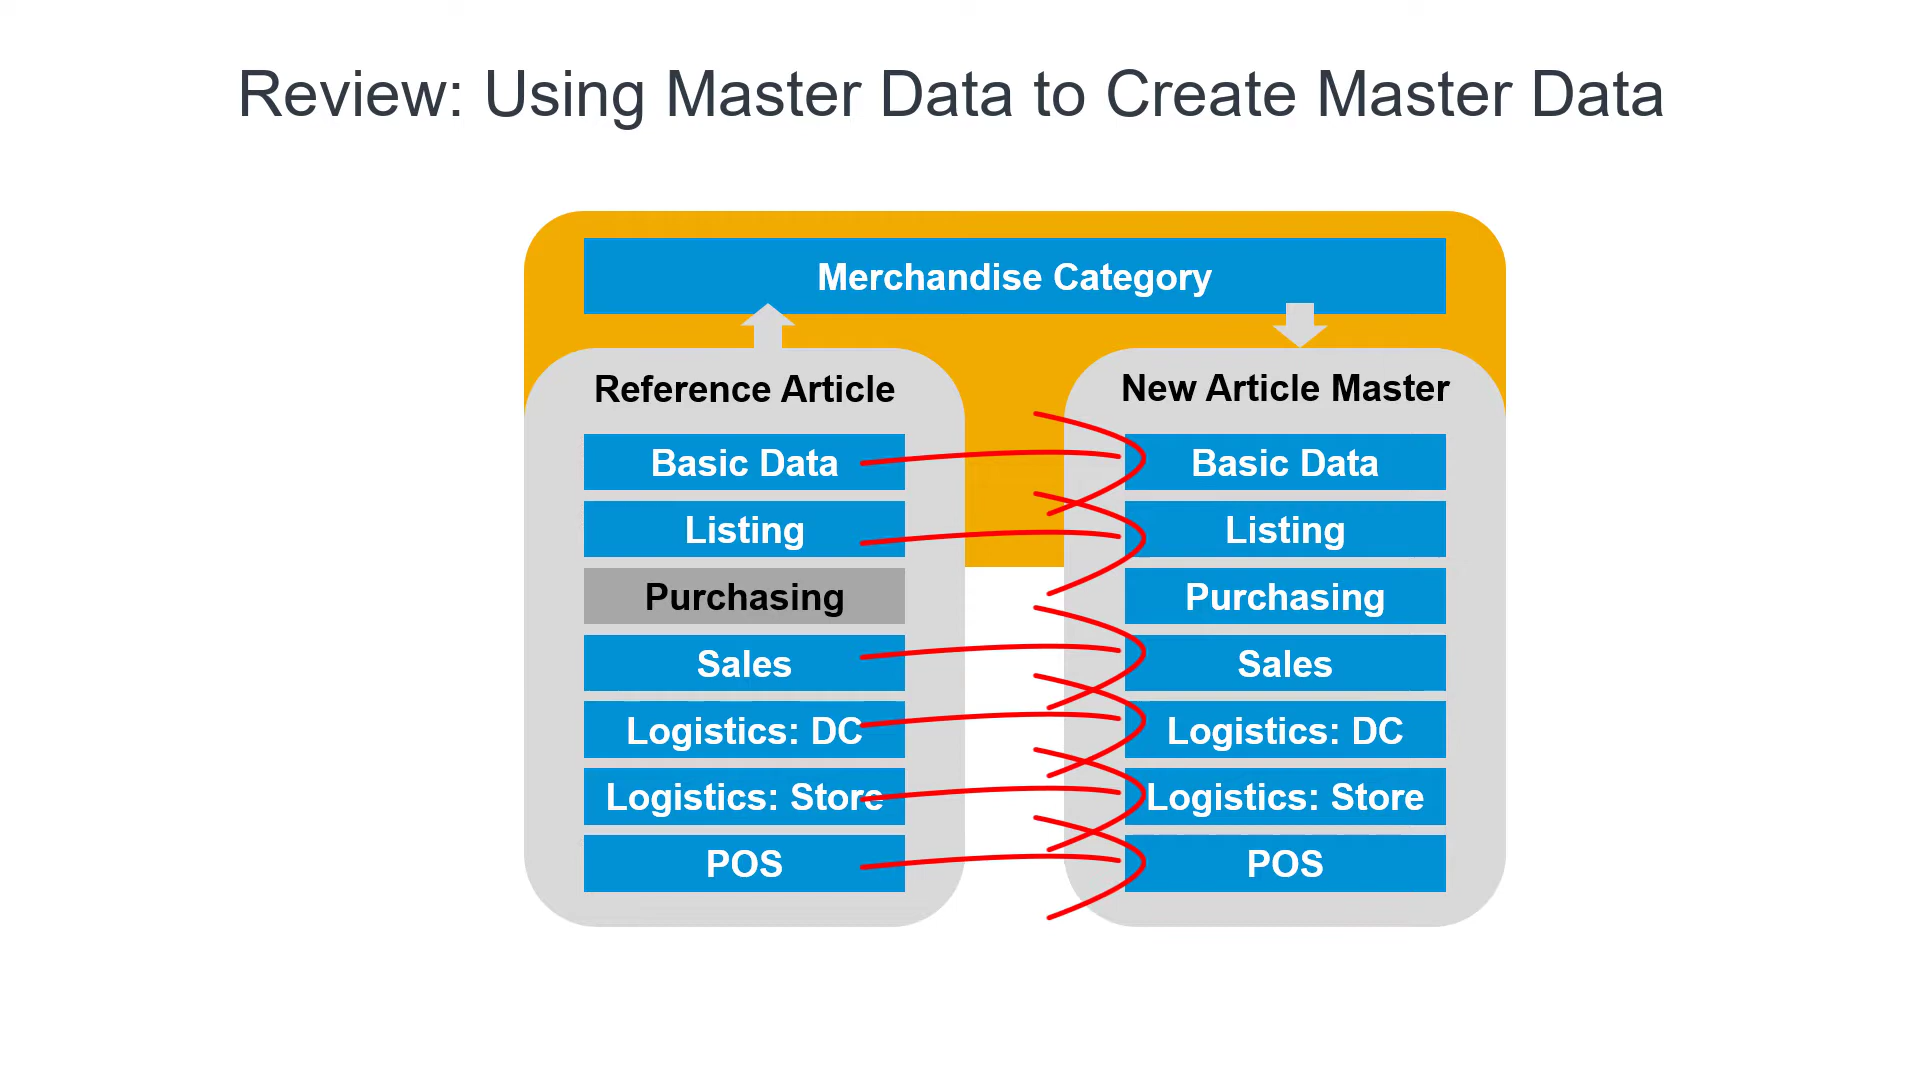 Review: Using Master Data to Create Master Data
Merchandise Category
Reference Article
Basic Data
Listing
Purchasing
Sales
Logistics: DC
Logistics: Store
POS
New Article Master
Basic Data
Listing
Purchasing
Sales
Logistics: DC
Logistics: Store
POS